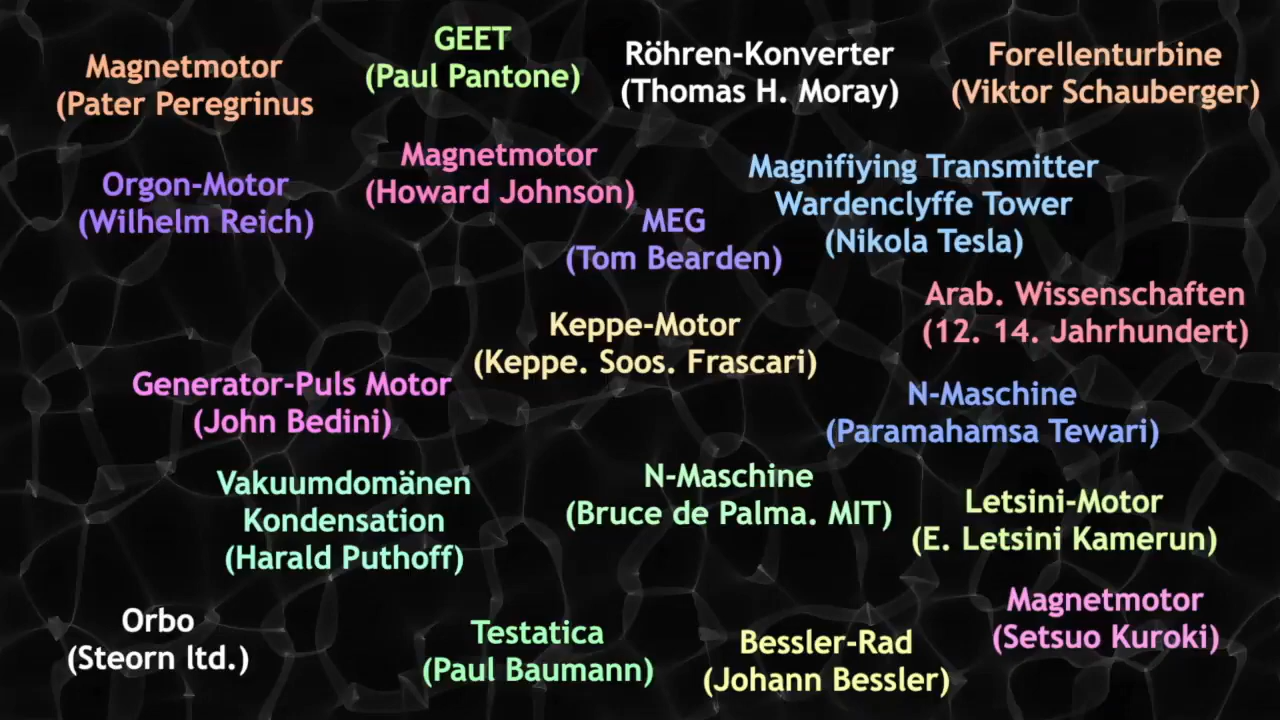 GEET
(Paul Pantone)
Röhren-Konverter
(Thomas H. Moray)
Forellenturbine
(Viktor Schauberger)
Magnetmotor
(Pater Peregrinus
Magnetmotor
(Howard Johnson)
Magnifiying Transmitter
Wardenclyffe Tower
(Nikola Tesla)
Orgon-Motor
(Wilhelm Reich)
MEG
(Tom Bearden)
Arab. Wissenschaften
(12. 14. Jahrhundert)
Keppe-Motor
(Keppe. Soos. Frascari)
Generator-Puls Motor
(John Bedini)
N-Maschine
(Paramahamsa Tewari)
Vakuumdomänen
Kondensation
(Harald Puthoff)
N-Maschine
(Bruce de Palma. MIT)
Letsini-Motor
(E. Letsini Kamerun)
Magnetmotor
(Setsuo Kuroki)
Orbo
(Steorn ltd.)
Testatica
(Paul Baumann)
Bessler-Rad
(Johann Bessler)